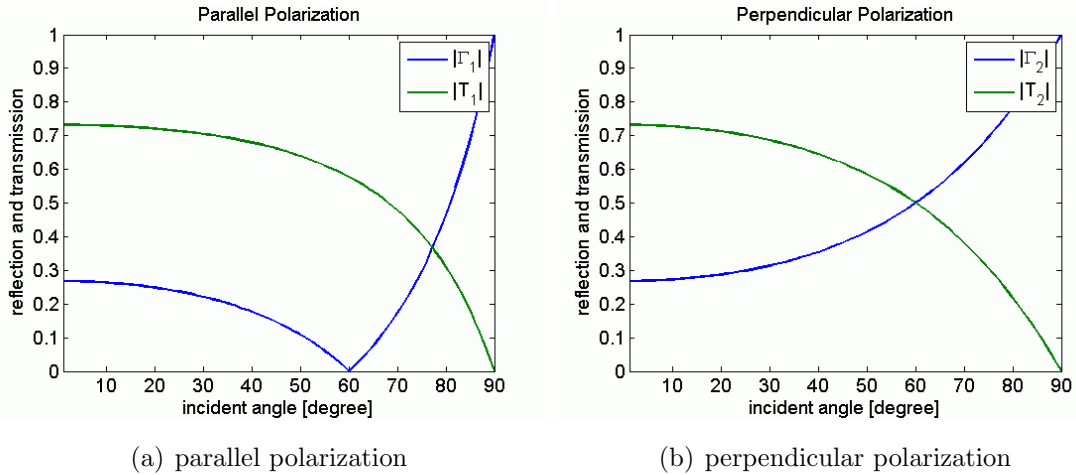 Parallel Polarization
1
0.9
0.8
0.7
0.6
0.5
0.4
0.3
0.2
0.1
0
reflection and transmission
|Γ₁|
|T₁|
10 20 30 40 50 60 70 80 90
incident angle [degree]
(a) parallel polarization
Perpendicular Polarization
1
0.9
0.8
0.7
0.6
0.5
0.4
0.3
0.2
0.1
0
reflection and transmission
|Γ₂|
|T₂|
10 20 30 40 50 60 70 80 90
incident angle [degree]
(b) perpendicular polarization